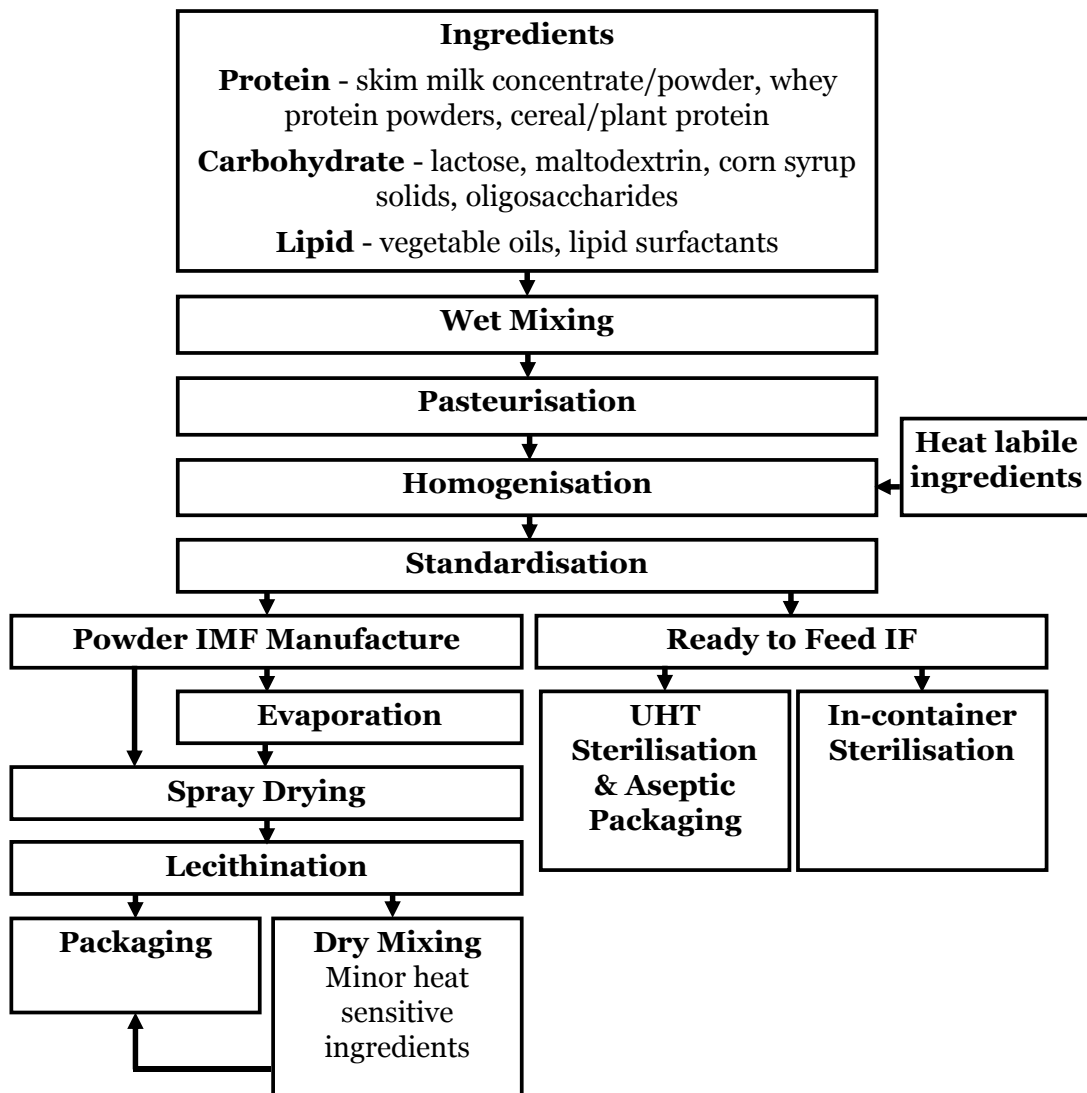 Ingredients
Protein - skim milk concentrate/powder, whey
protein powders, cereal/plant protein
Carbohydrate - lactose, maltodextrin, corn syrup
solids, oligosaccharides
Lipid - vegetable oils, lipid surfactants
Wet Mixing
Pasteurisation
Heat labile
ingredients
Homogenisation
Standardisation
Powder IMF Manufacture
Ready to Feed IF
Evaporation
UHT
Sterilisation
& Aseptic
Packaging
In-container
Sterilisation
Spray Drying
Lecithination
Packaging
Dry Mixing
Minor heat
sensitive
ingredients